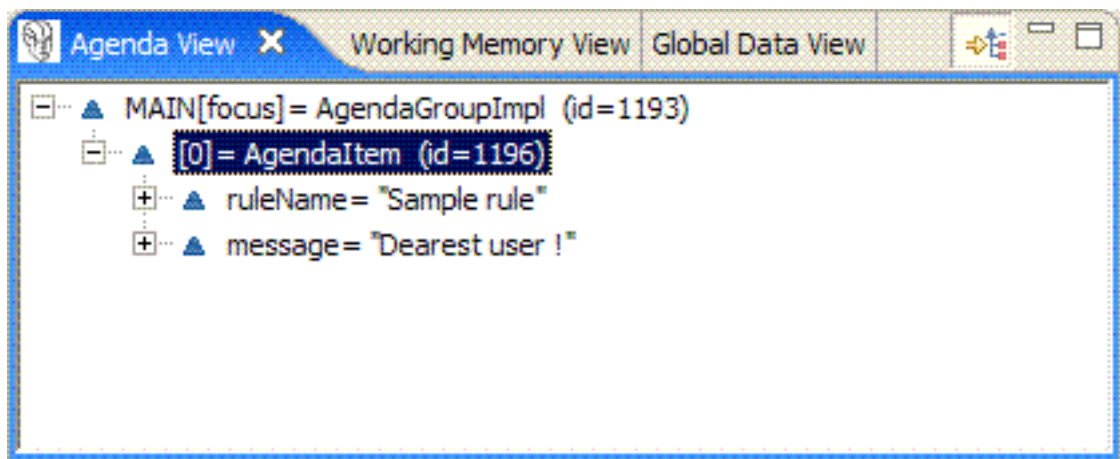 Agenda View Working Memory View Global Data View
MAIN[focus]= AgendaGroupImpl (id=1193)
[0]= AgendaItem (id=1196)
ruleName= "Sample rule"
message= "Dearest user !"